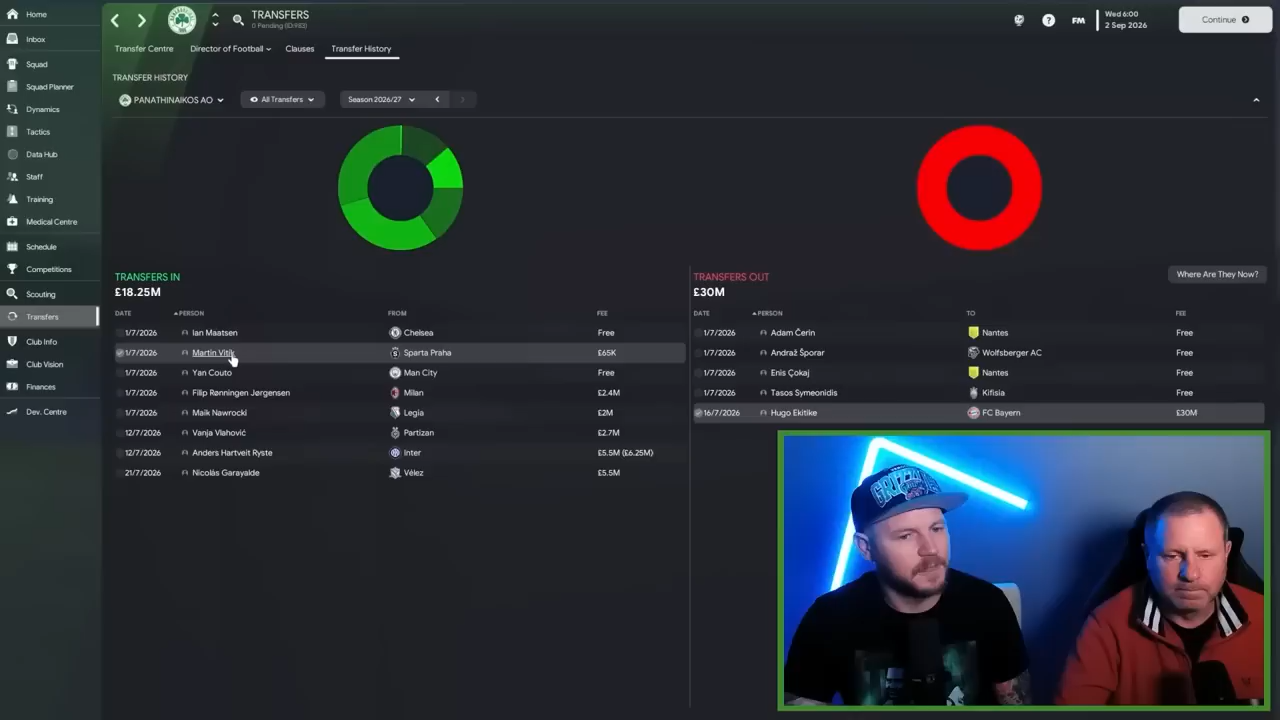 Home
Inbox
Squad
Squad Planner
Dynamics
Tactics
Data Hub
Staff
Training
Medical Centre
Schedule
Competitions
Scouting
Transfers
Club Info
Club Vision
Finances
Dev. Centre
TRANSFERS
Wed 6:00
2 Sep 2026
FM
Continue
Transfer Centre Director of Football Clauses Transfer History
TRANSFER HISTORY
PANATHINAIKOS AO All Transfers Season 2026/27
TRANSFERS IN
£18.25M
DATE PERSON FROM FEE
1/7/2026 Ian Maatsen Chelsea Free
1/7/2026 Martin Vitík Sparta Praha £65K
1/7/2026 Yan Couto Man City Free
1/7/2026 Filip Rønningen Jørgensen Milan £2.4M
1/7/2026 Maik Nawrocki Legia £2M
12/7/2026 Vanja Vlahović Partizan £2.7M
12/7/2026 Anders Hartveit Ryste Inter £5.5M (£6.25M)
21/7/2026 Nicolás Garayalde Vélez £5.5M
TRANSFERS OUT
£30M
Where Are They Now?
DATE PERSON TO FEE
1/7/2026 Adam Čerin Nantes Free
1/7/2026 Andraž Šporar Wolfsberger AC Free
1/7/2026 Enis Çokaj Nantes Free
1/7/2026 Tasos Symeonidis Kifisia Free
16/7/2026 Hugo Ekitike FC Bayern £30M
GRIZZLIES